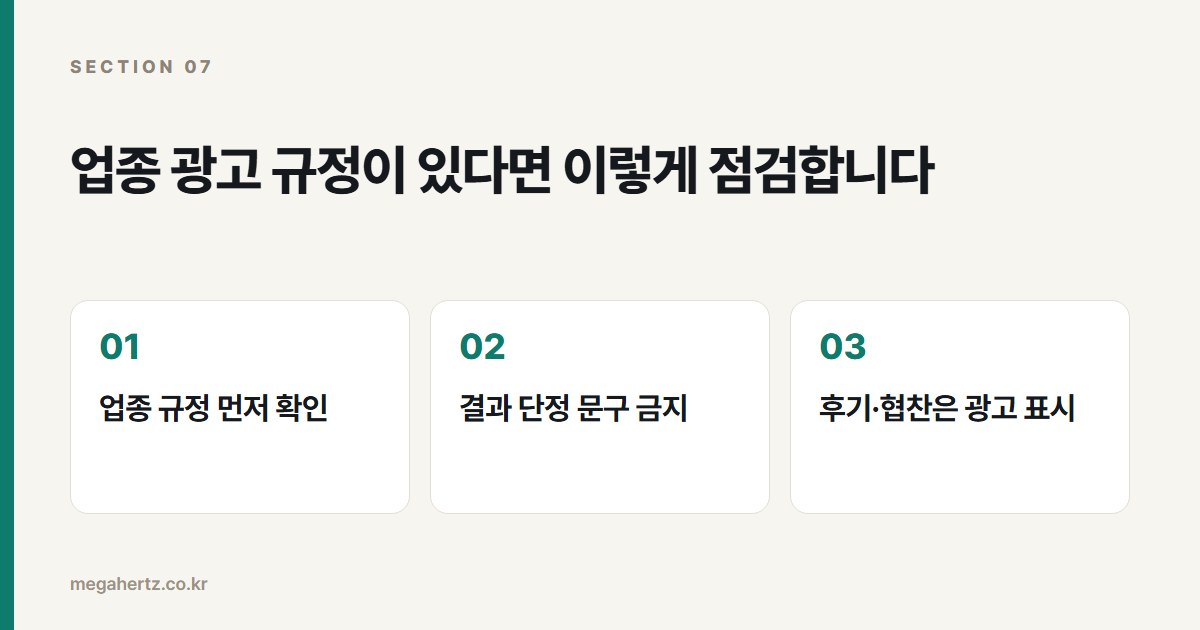 SECTION 07
업종 광고 규정이 있다면 이렇게 점검합니다
01
업종 규정 먼저 확인
02
결과 단정 문구 금지
03
후기·협찬은 광고 표시
megahertz.co.kr